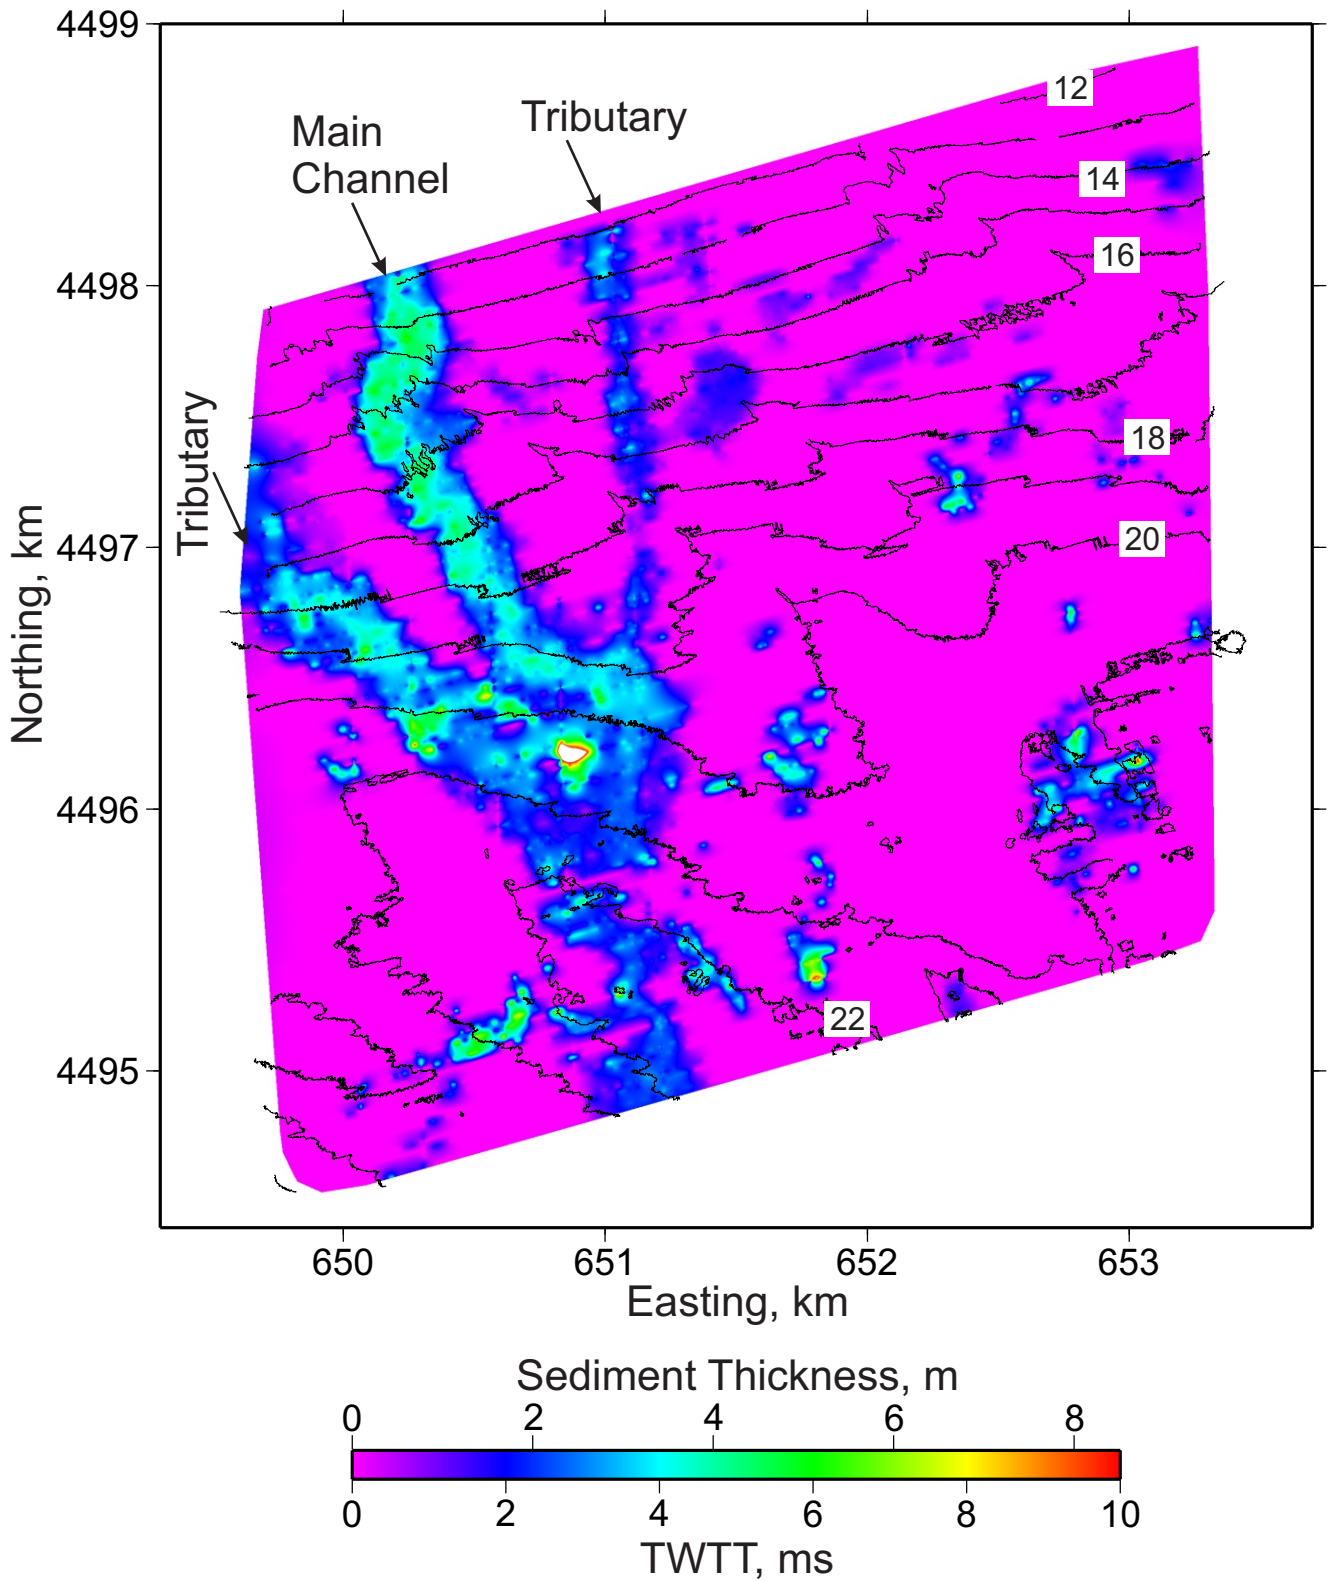 4499
4498
4497
4496
4495
Northing, km
Main
Channel
Tributary
Tributary
12
14
16
18
20
22
650
651
652
653
Easting, km
Sediment Thickness, m
0 2 4 6 8
0 2 4 6 8 10
TWTT, ms